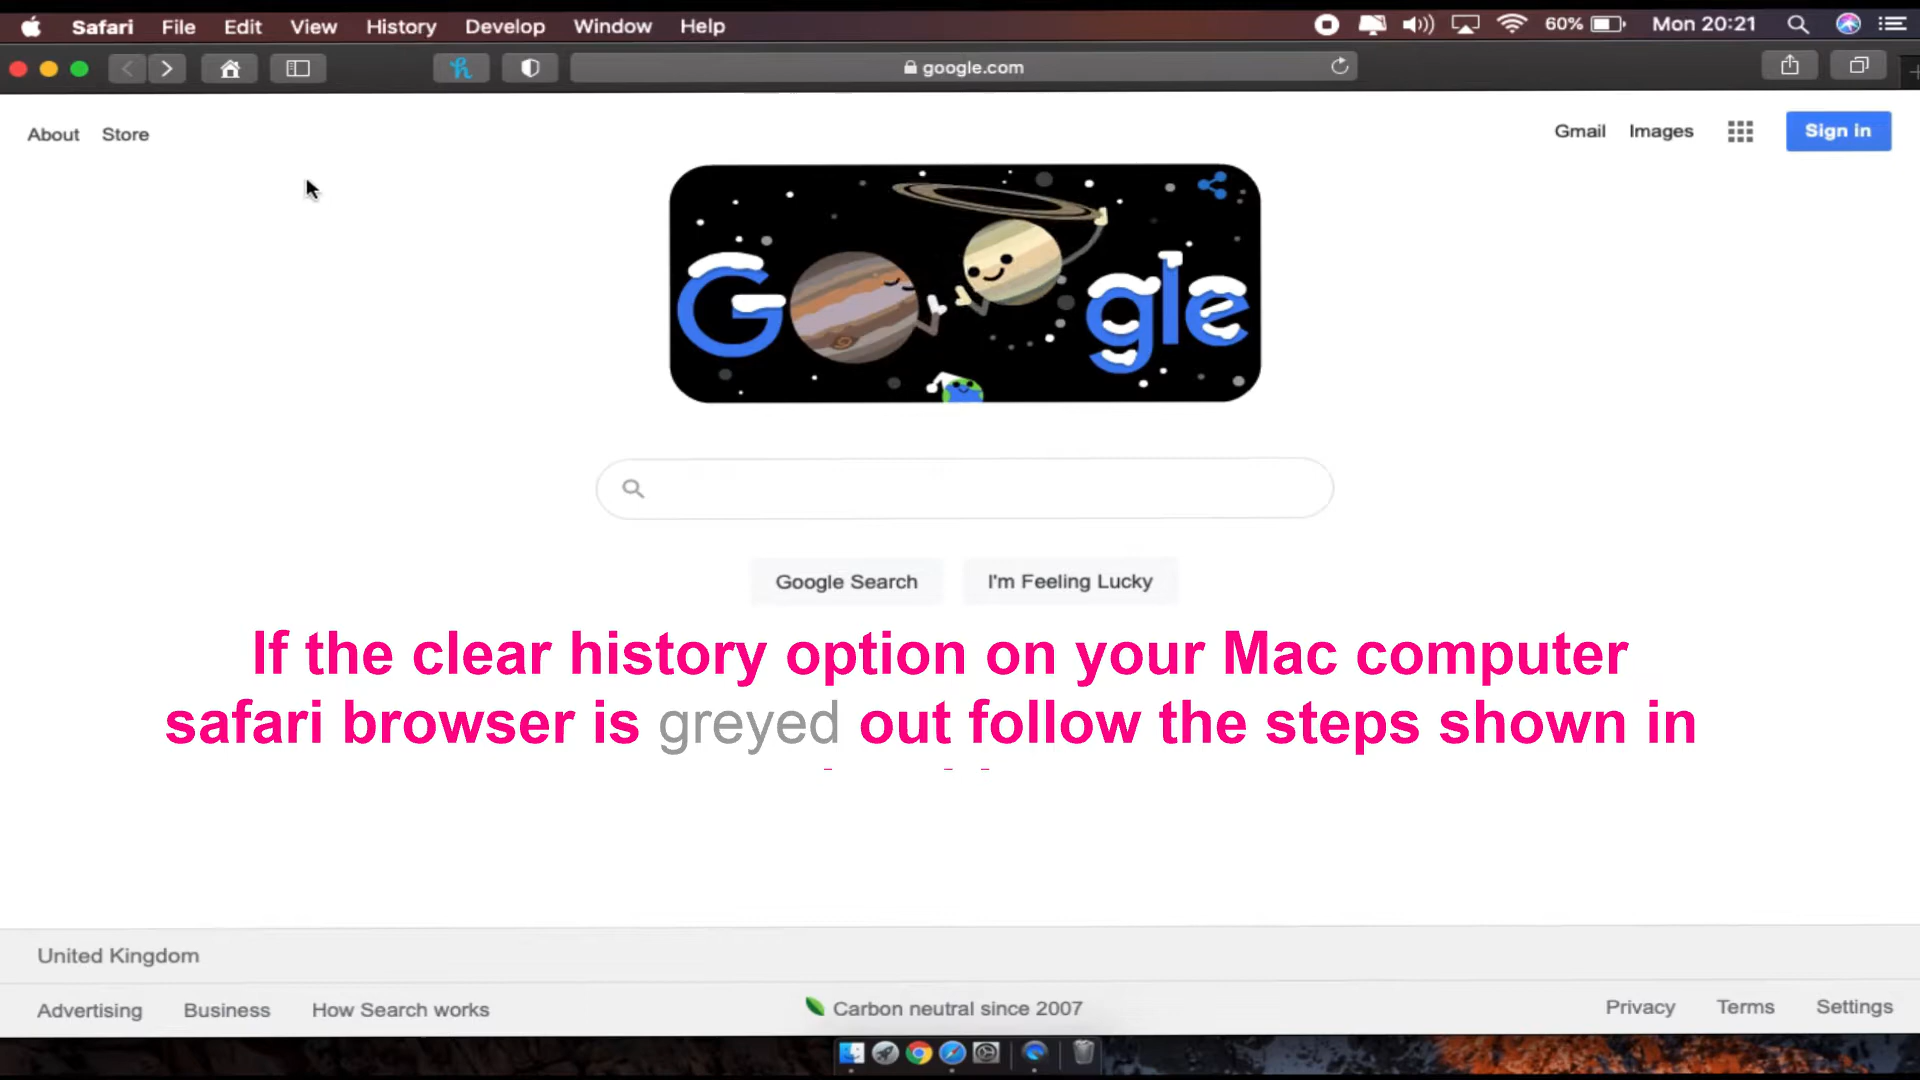 Safari File Edit View History Develop Window Help 60% Mon 20:21
google.com
About Store Gmail Images Sign in
Google
Google Search I'm Feeling Lucky
If the clear history option on your Mac computer
safari browser is greyed out follow the steps shown in
United Kingdom
Advertising Business How Search works Carbon neutral since 2007 Privacy Terms Settings